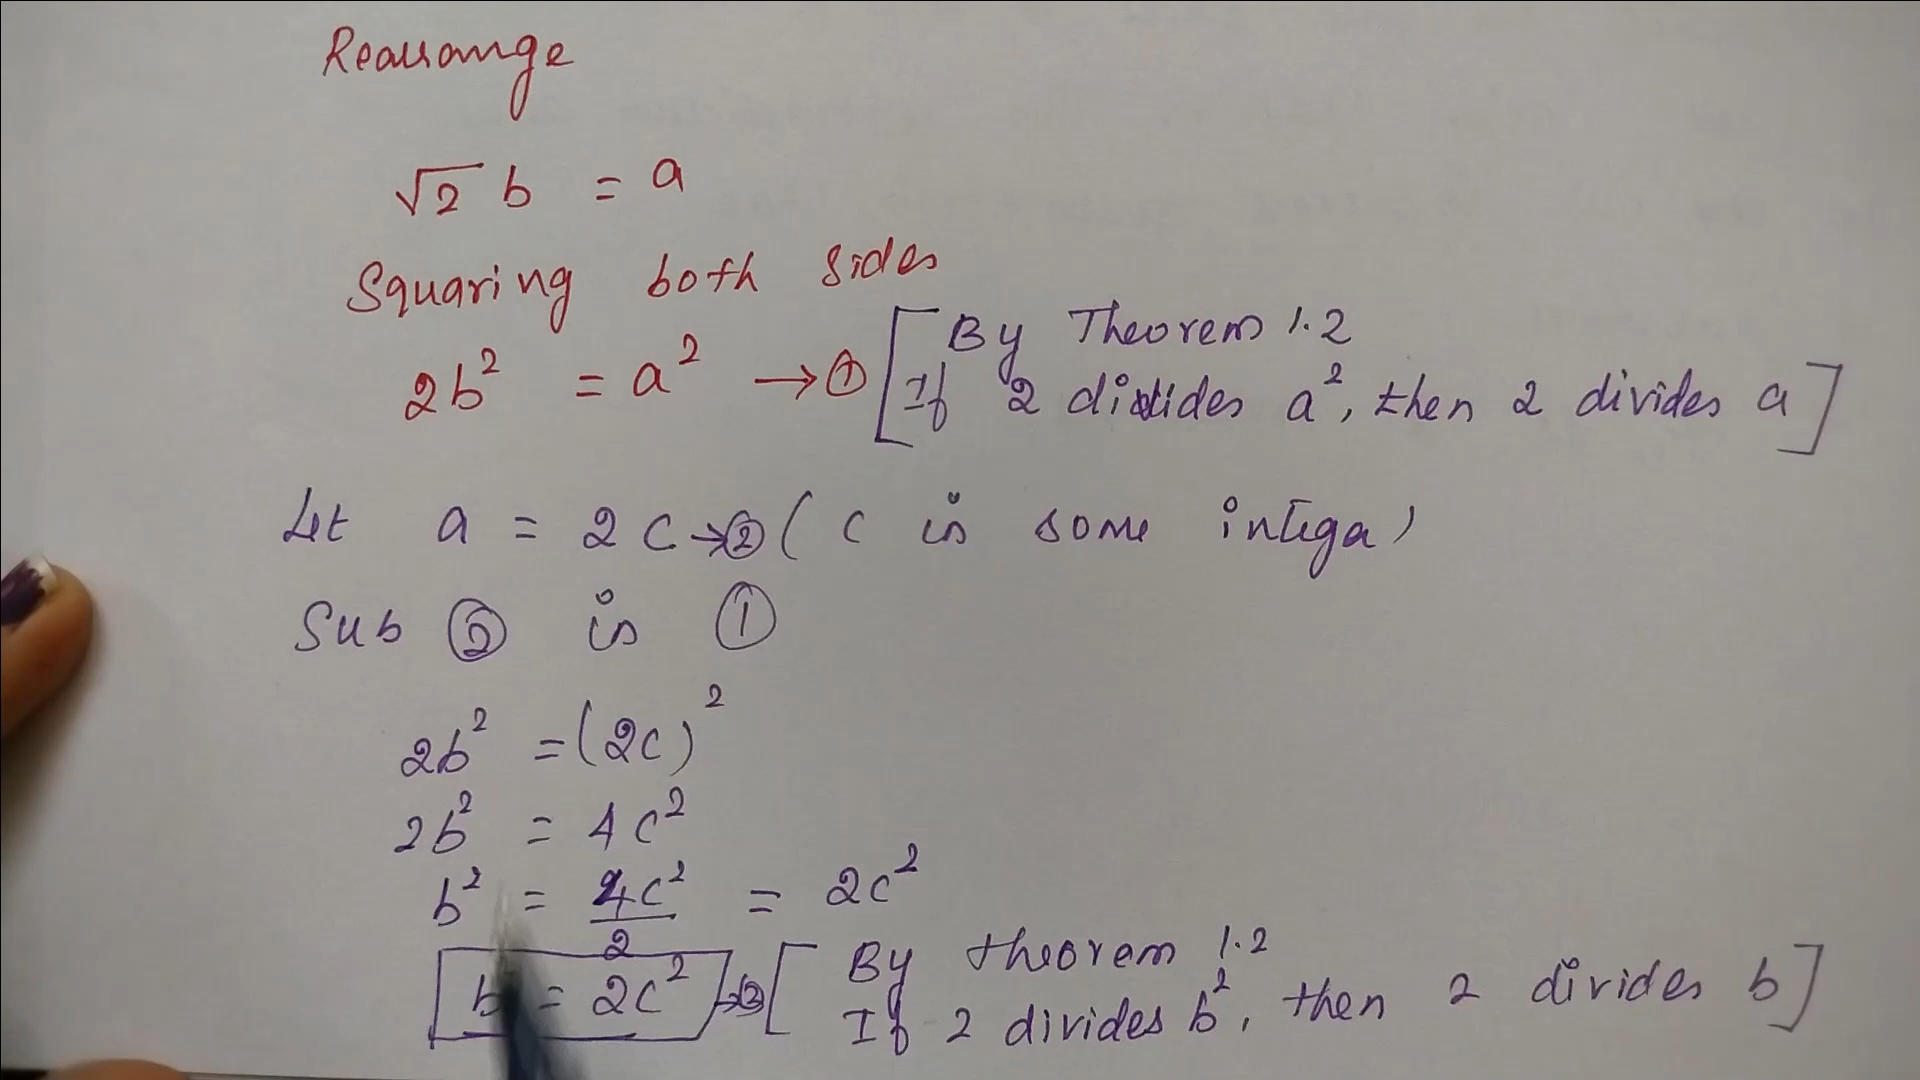 Rearrange
√2 b = a
Squaring both sides
2b² = a² → ① [By Theorem 1.2
If 2 divides a², then 2 divides a]
Let a = 2c → ② ( c is some integer)
Sub ② is ①
2b² = (2c)²
2b² = 4c²
b² = 4c²/2 = 2c²
b = 2c² → ③ [By theorem 1.2
If 2 divides b², then 2 divides b]